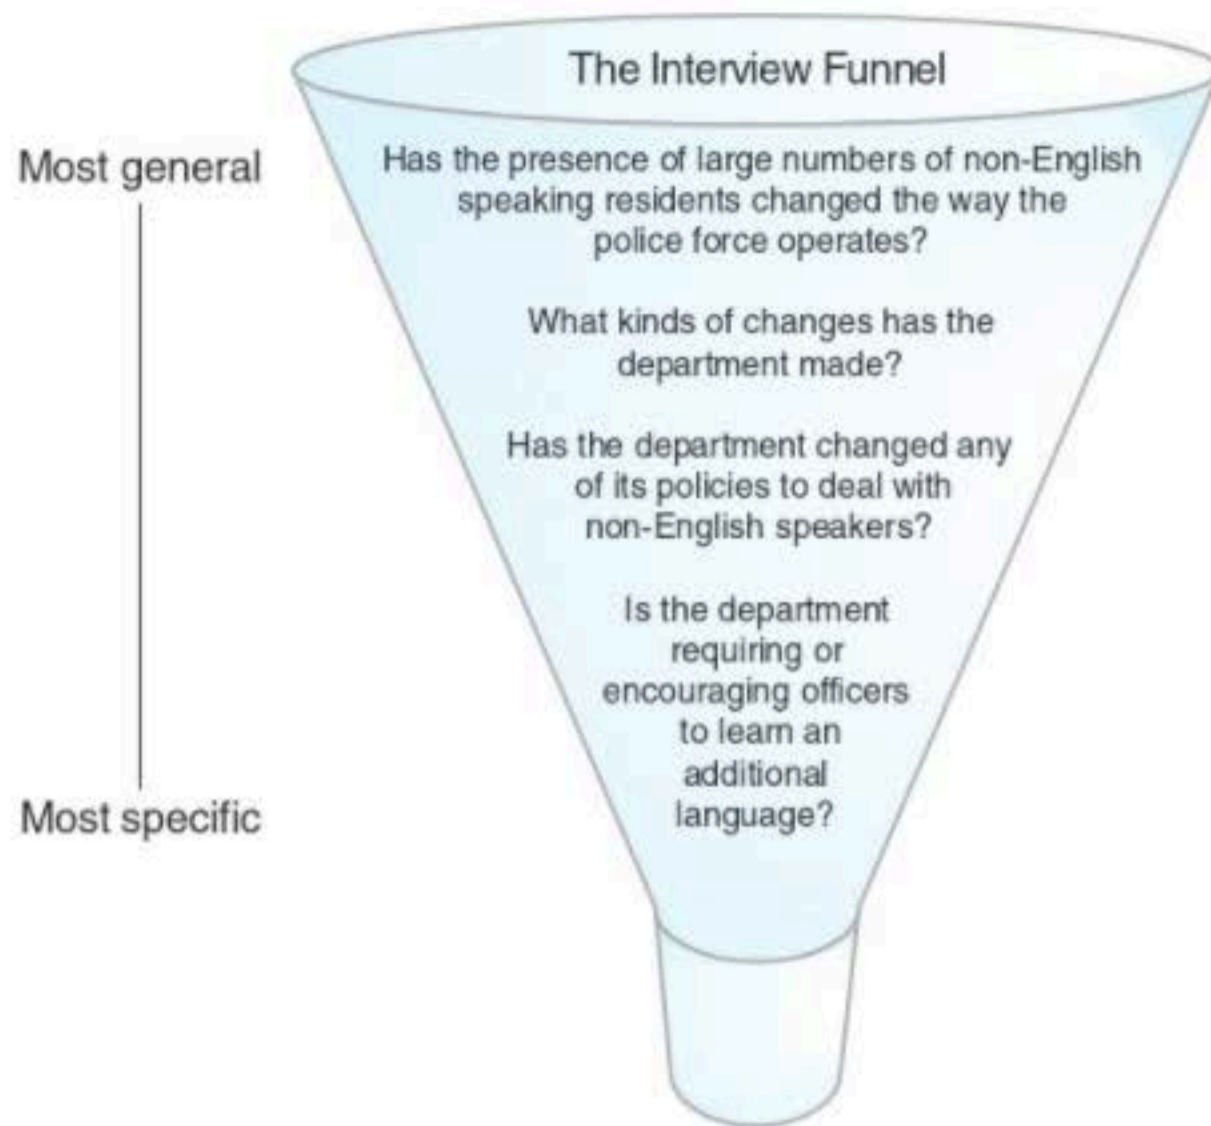 The Interview Funnel
Most general
Has the presence of large numbers of non-English
speaking residents changed the way the
police force operates?
What kinds of changes has the
department made?
Has the department changed any
of its policies to deal with
non-English speakers?
Is the department
requiring or
encouraging officers
to learn an
additional
language?
Most specific